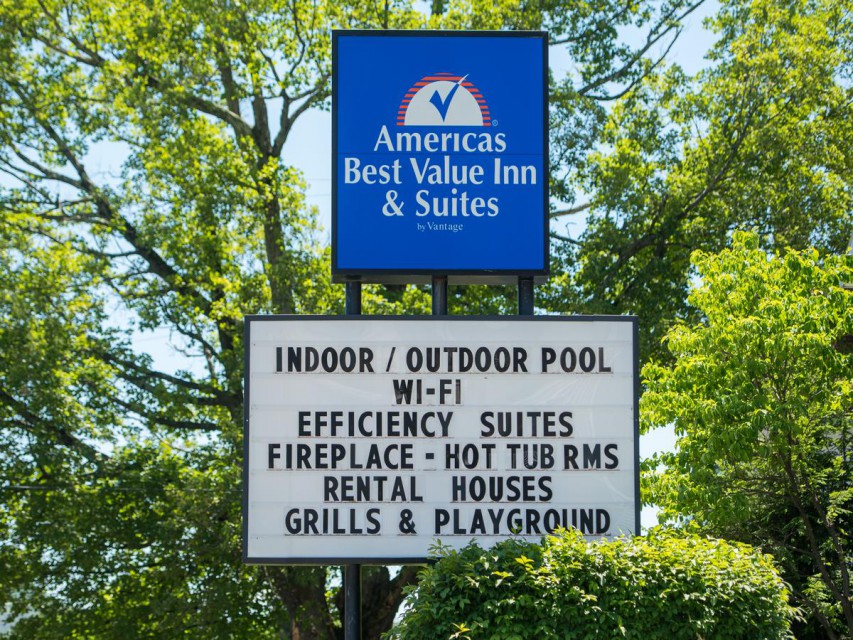 Americas
Best Value Inn
& Suites
by Vantage
INDOOR / OUTDOOR POOL
WI-FI
EFFICIENCY SUITES
FIREPLACE - HOT TUB RMS
RENTAL HOUSES
GRILLS & PLAYGROUND